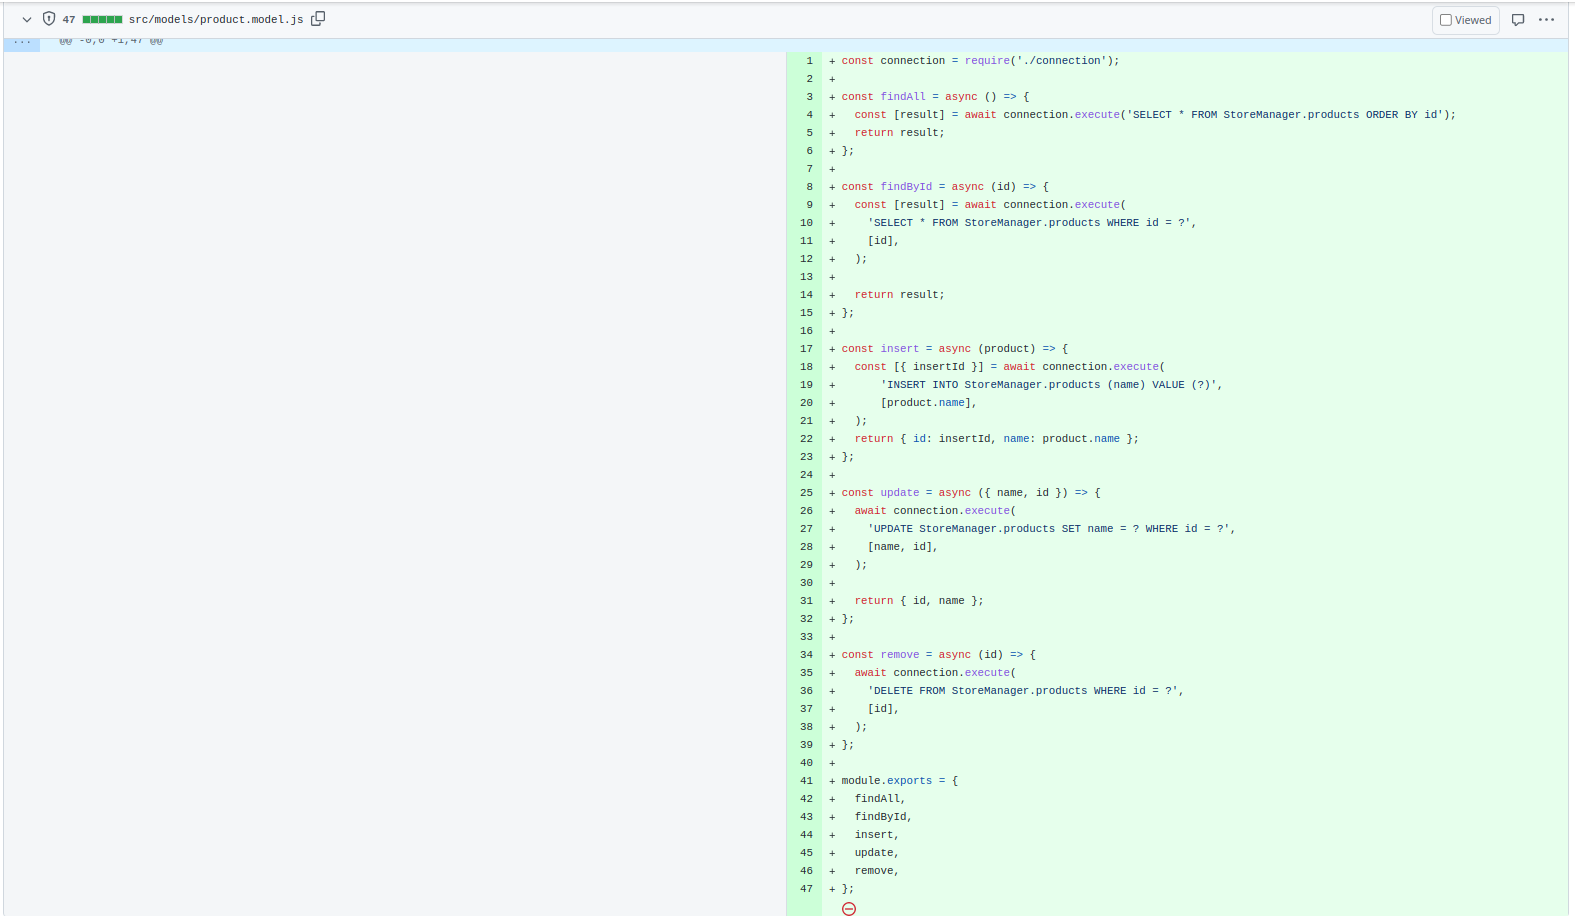 47 src/models/product.model.js Viewed
... @@ -0,0 +1,47 @@
1 + const connection = require('./connection');
2 +
3 + const findAll = async () => {
4 +   const [result] = await connection.execute('SELECT * FROM StoreManager.products ORDER BY id');
5 +   return result;
6 + };
7 +
8 + const findById = async (id) => {
9 +   const [result] = await connection.execute(
10 +     'SELECT * FROM StoreManager.products WHERE id = ?',
11 +     [id],
12 +   );
13 +
14 +   return result;
15 + };
16 +
17 + const insert = async (product) => {
18 +   const [{ insertId }] = await connection.execute(
19 +       'INSERT INTO StoreManager.products (name) VALUE (?)',
20 +       [product.name],
21 +   );
22 +   return { id: insertId, name: product.name };
23 + };
24 +
25 + const update = async ({ name, id }) => {
26 +   await connection.execute(
27 +     'UPDATE StoreManager.products SET name = ? WHERE id = ?',
28 +     [name, id],
29 +   );
30 +
31 +   return { id, name };
32 + };
33 +
34 + const remove = async (id) => {
35 +   await connection.execute(
36 +     'DELETE FROM StoreManager.products WHERE id = ?',
37 +     [id],
38 +   );
39 + };
40 +
41 + module.exports = {
42 +   findAll,
43 +   findById,
44 +   insert,
45 +   update,
46 +   remove,
47 + };